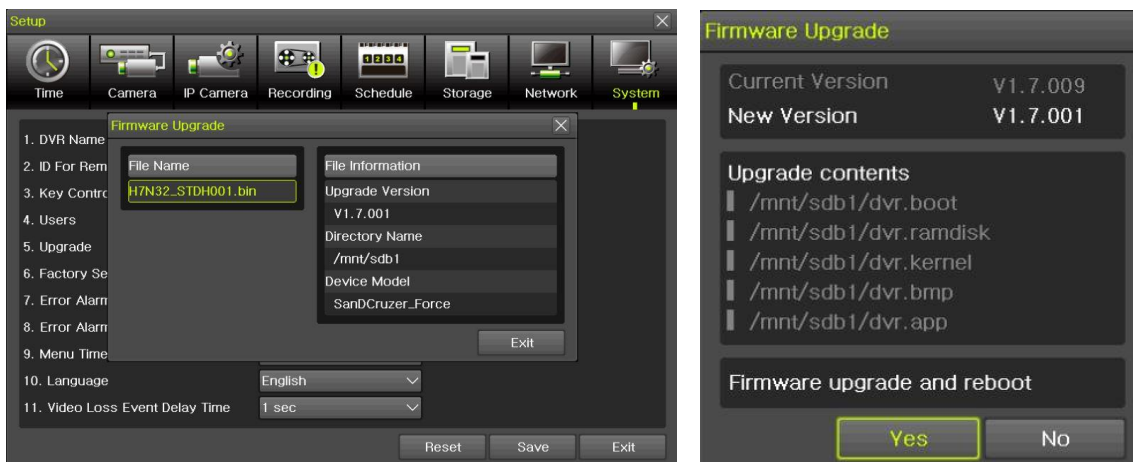 Setup
Time Camera IP Camera Recording Schedule Storage Network System
1 2 3 4
1. DVR Name
2. ID For Rem
3. Key Contro
4. Users
5. Upgrade
6. Factory Se
7. Error Alarm
8. Error Alarm
9. Menu Time
10. Language English
11. Video Loss Event Delay Time 1 sec
Reset Save Exit
Firmware Upgrade
File Name
H7N32_STDH001.bin
File Information
Upgrade Version
V1.7.001
Directory Name
/mnt/sdb1
Device Model
SanDCruzer_Force
Exit
Firmware Upgrade
Current Version V1.7.009
New Version V1.7.001
Upgrade contents
/mnt/sdb1/dvr.boot
/mnt/sdb1/dvr.ramdisk
/mnt/sdb1/dvr.kernel
/mnt/sdb1/dvr.bmp
/mnt/sdb1/dvr.app
Firmware upgrade and reboot
Yes No